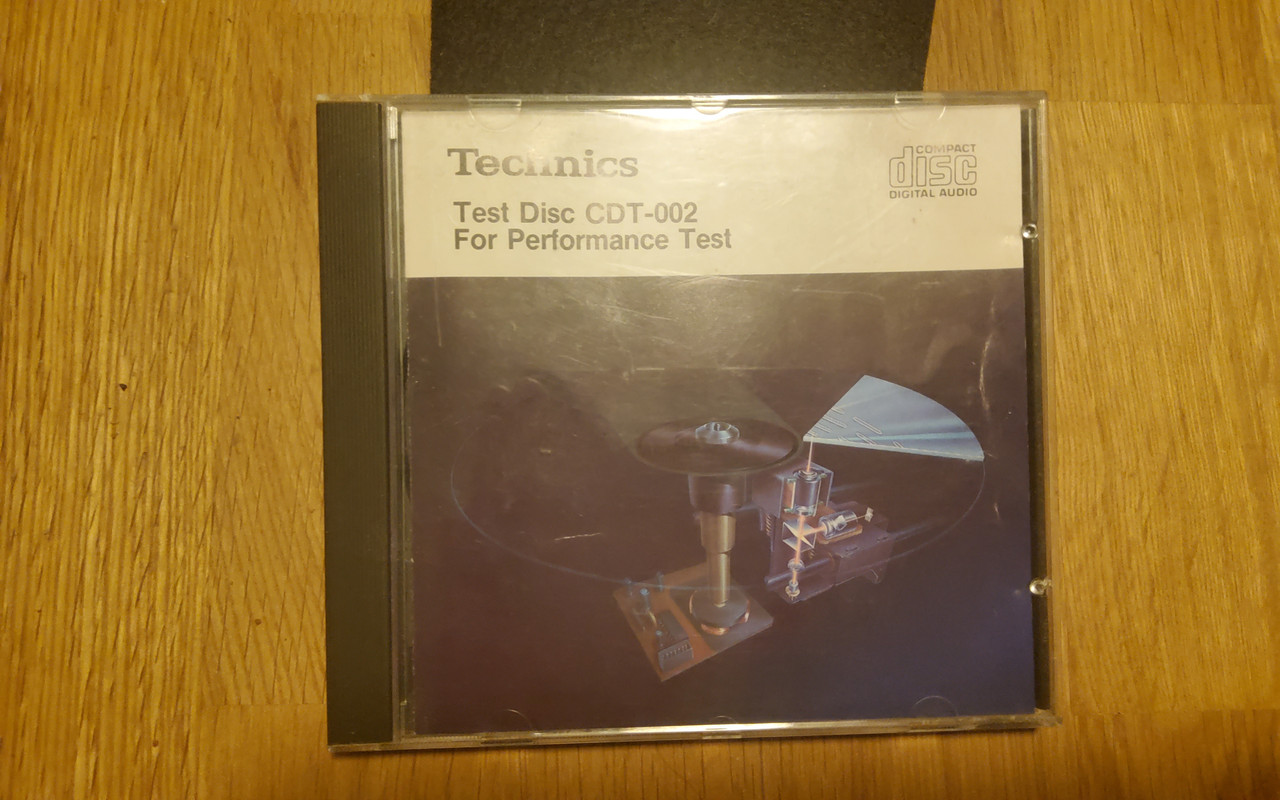 Technics
COMPACT
disc
DIGITAL AUDIO
Test Disc CDT-002
For Performance Test